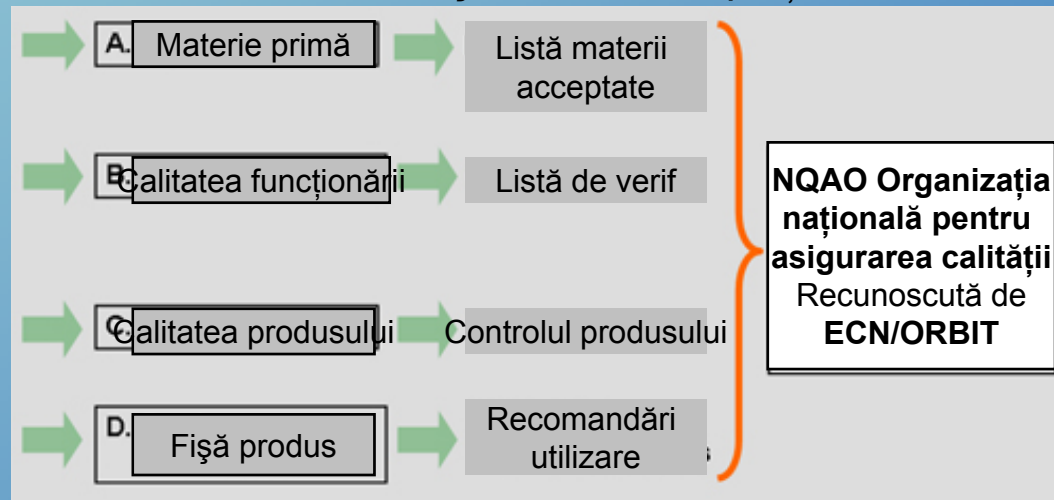 A. Materie primă
Listă materii
acceptate
B. Calitatea funcționării
Listă de verif
C. Calitatea produsului
Controlul produsului
D. Fişă produs
Recomandări
utilizare
NQAO Organizația
națională pentru
asigurarea calității
Recunoscută de
ECN/ORBIT